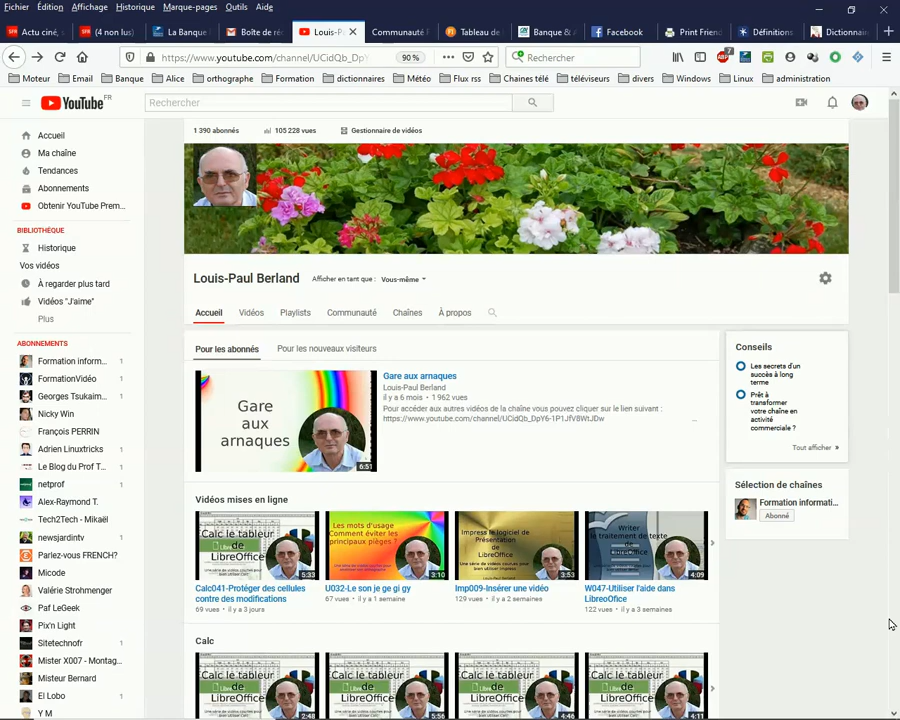 Fichier Édition Affichage Historique Marque-pages Outils Aide
Actu ciné, s (4 non lus) La Banque Boîte de ré Louis-P Communauté Tableau de Banque & A Facebook Print Frien Définitions Dictionnair
https://www.youtube.com/channel/UCidQb_DpY 90 % Rechercher
Moteur Email Banque Alice orthographe Formation dictionnaires Météo Flux rss Chaines télé téléviseurs divers Windows Linux administration
YouTube FR Rechercher
1 390 abonnés 105 228 vues Gestionnaire de vidéos
Accueil
Ma chaîne
Tendances
Abonnements
Obtenir YouTube Prem...
BIBLIOTHÈQUE
Historique
Vos vidéos
À regarder plus tard
Vidéos "J'aime"
Plus
ABONNEMENTS
Formation inform... 1
FormationVidéo
Georges Tsukaim... 1
Nicky Win
François PERRIN
Adrien Linuxtricks 1
Le Blog du Prof T... 1
netprof 1
Alex-Raymond T.
Tech2Tech - Mikaël
newsjardintv 1
Parlez-vous FRENCH?
Micode
Valérie Strohmenger
Paf LeGeek
Pix'n Light
Sitetechnofr 1
Mister X007 - Montag...
Misteur Bernard
El Lobo
Y M
Louis-Paul Berland Afficher en tant que : Vous-même
Accueil Vidéos Playlists Communauté Chaînes À propos
Pour les abonnés Pour les nouveaux visiteurs
Gare
aux
arnaques
6:51
Gare aux arnaques
Louis-Paul Berland
il y a 6 mois • 1 962 vues
Pour accéder aux autres vidéos de la chaîne vous pouvez cliquer sur le lien suivant :
https://www.youtube.com/channel/UCidQb_DpY6-1P1JfV8WtJDw
...
Vidéos mises en ligne
Calc le tableur
de
LibreOffice
5:33
Calc041-Protéger des cellules
contre des modifications
69 vues • il y a 3 jours
Les mots d'usage
Comment éviter les
principaux pièges ?
3:10
U032-Le son je ge gi gy
67 vues • il y a 1 semaine
Impress le logiciel de
Présentation
de
LibreOffice
3:53
Imp009-Insérer une vidéo
129 vues • il y a 2 semaines
Writer
le traitement de texte
de
LibreOffice
4:09
W047-Utiliser l'aide dans
LibreOffice
122 vues • il y a 3 semaines
Calc
Calc le tableur
de
LibreOffice
2:48
Calc le tableur
de
LibreOffice
5:56
Calc le tableur
de
LibreOffice
4:46
Calc le tableur
de
LibreOffice
4:11
Conseils
Les secrets d'un
succès à long
terme
Prêt à
transformer
votre chaîne en
activité
commerciale ?
Tout afficher »
Sélection de chaînes
Formation informati...
Abonné